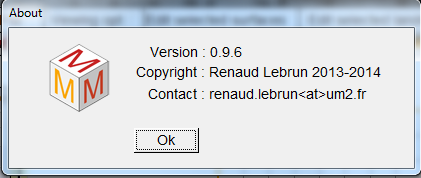 About
M
M M
Version : 0.9.6
Copyright : Renaud Lebrun 2013-2014
Contact : renaud.lebrun<at>um2.fr
Ok